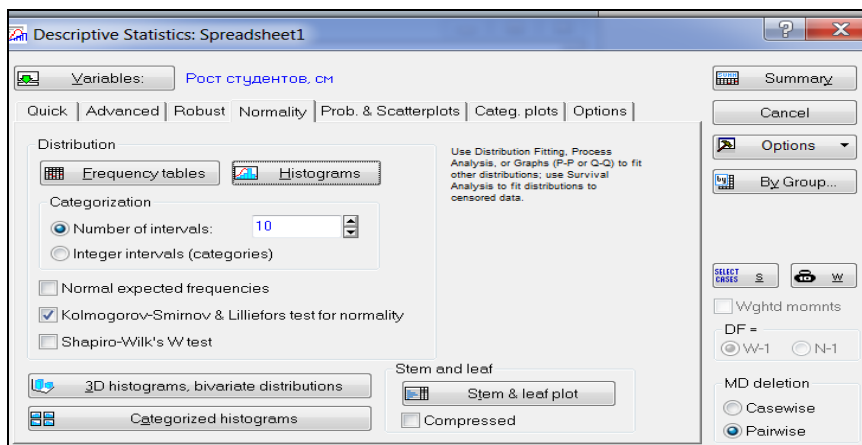 Descriptive Statistics: Spreadsheet1
Variables: Рост студентов, см
Quick Advanced Robust Normality Prob. & Scatterplots Categ. plots Options
Distribution
Frequency tables Histograms
Categorization
Number of intervals: 10
Integer intervals (categories)
Normal expected frequencies
Kolmogorov-Smirnov & Lilliefors test for normality
Shapiro-Wilk's W test
3D histograms, bivariate distributions
Categorized histograms
Use Distribution Fitting, Process
Analysis, or Graphs (P-P or Q-Q) to fit
other distributions; use Survival
Analysis to fit distributions to
censored data.
Stem and leaf
Stem & leaf plot
Compressed
Summary
Cancel
Options
By Group...
SELECT CASES S W
Wghtd momnts
DF =
W-1 N-1
MD deletion
Casewise
Pairwise